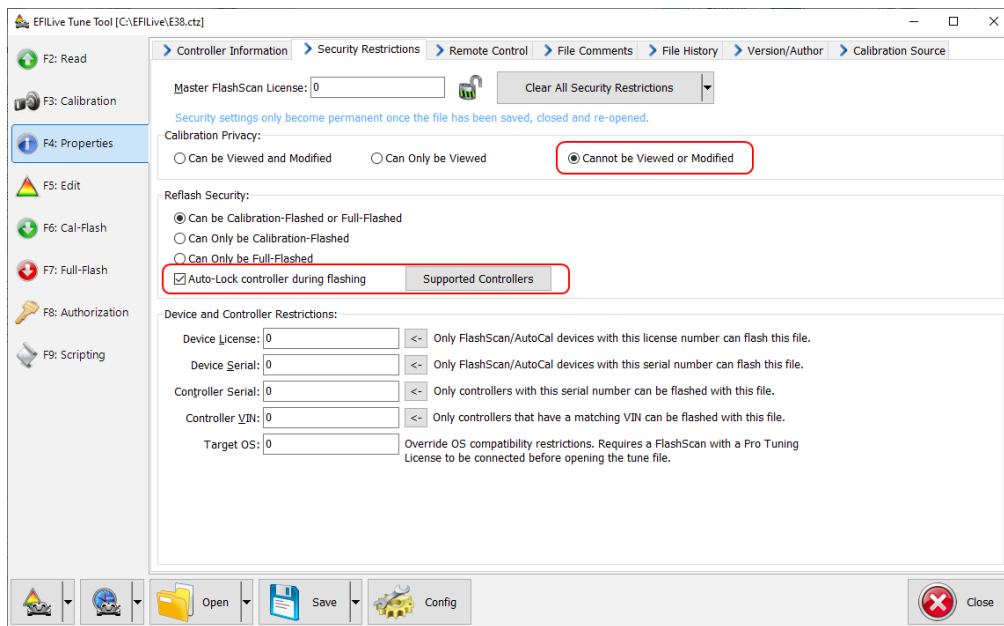 EFILive Tune Tool [C:\EFILive\E38.ctz]
F2: Read
F3: Calibration
F4: Properties
F5: Edit
F6: Cal-Flash
F7: Full-Flash
F8: Authorization
F9: Scripting
Controller Information Security Restrictions Remote Control File Comments File History Version/Author Calibration Source
Master FlashScan License: 0 Clear All Security Restrictions
Security settings only become permanent once the file has been saved, closed and re-opened.
Calibration Privacy:
Can be Viewed and Modified Can Only be Viewed Cannot be Viewed or Modified
Reflash Security:
Can be Calibration-Flashed or Full-Flashed
Can Only be Calibration-Flashed
Can Only be Full-Flashed
Auto-Lock controller during flashing Supported Controllers
Device and Controller Restrictions:
Device License: 0 <- Only FlashScan/AutoCal devices with this license number can flash this file.
Device Serial: 0 <- Only FlashScan/AutoCal devices with this serial number can flash this file.
Controller Serial: 0 <- Only controllers with this serial number can be flashed with this file.
Controller VIN: 0 <- Only controllers that have a matching VIN can be flashed with this file.
Target OS: 0 Override OS compatibility restrictions. Requires a FlashScan with a Pro Tuning
License to be connected before opening the tune file.
Open Save Config Close